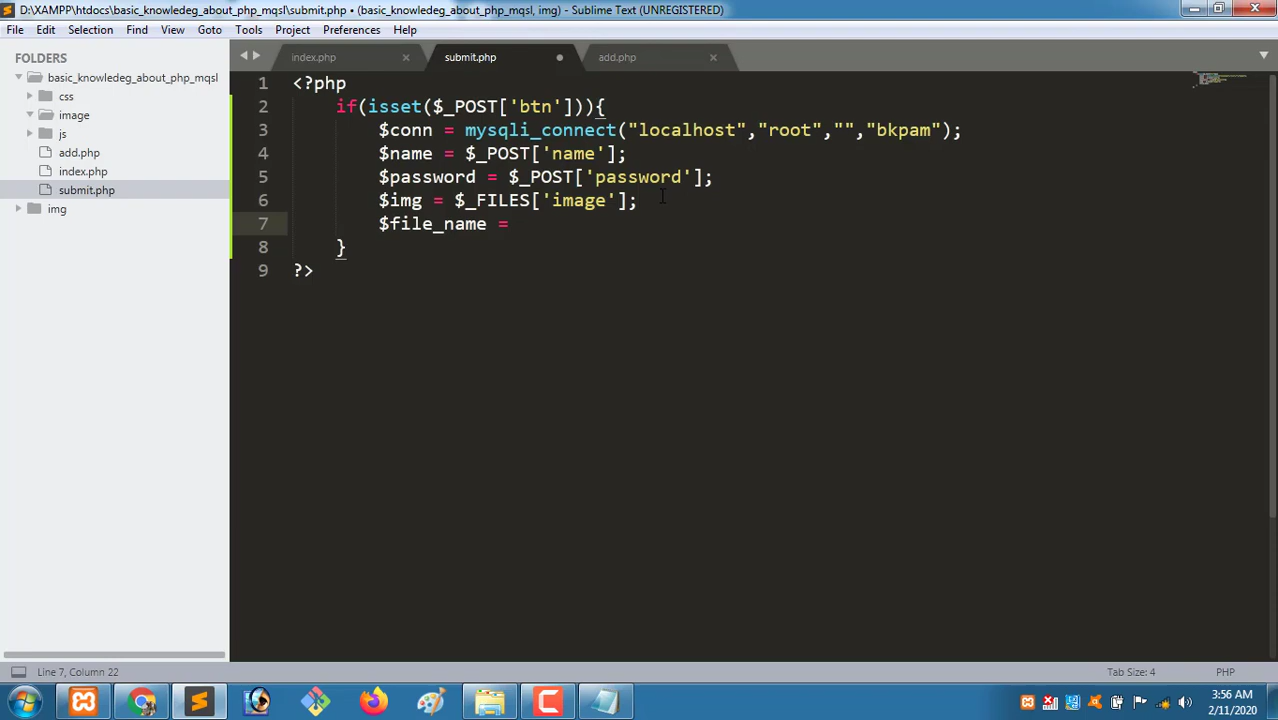 D:\XAMPP\htdocs\basic_knowledeg_about_php_mqsl\submit.php • (basic_knowledeg_about_php_mqsl, img) - Sublime Text (UNREGISTERED)
File Edit Selection Find View Goto Tools Project Preferences Help
FOLDERS
basic_knowledeg_about_php_mqsl
css
image
js
add.php
index.php
submit.php
img
index.php submit.php add.php
1 <?php
2 if(isset($_POST['btn'])){
3 $conn = mysqli_connect("localhost","root","","bkpam");
4 $name = $_POST['name'];
5 $password = $_POST['password'];
6 $img = $_FILES['image'];
7 $file_name =
8 }
9 ?>
Line 7, Column 22 Tab Size: 4 PHP
3:56 AM
2/11/2020